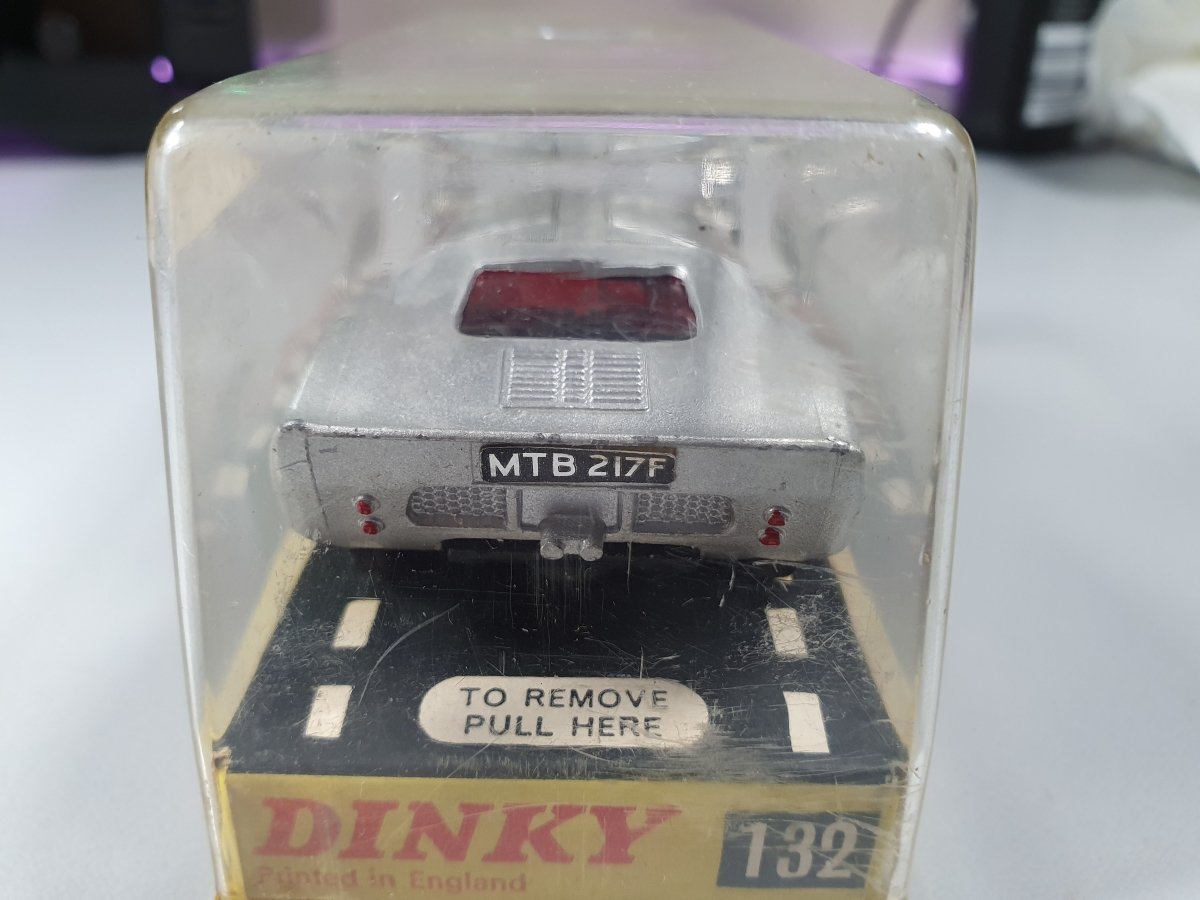 MTB 217F
TO REMOVE
PULL HERE
DINKY 132
Printed in England